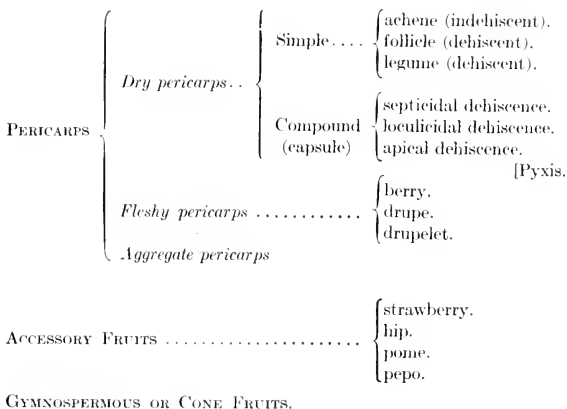 achene (indehiscent).
Simple.... follicle (dehiscent).
legume (dehiscent).
Dry pericarps..
septicidal dehiscence.
Compound loculicidal dehiscence.
(capsule) apical dehiscence.
PERICARPS
[Pyxis.
berry.
Fleshy pericarps ............ drupe.
drupelet.
Aggregate pericarps
strawberry.
ACCESSORY FRUITS ...................... hip.
pome.
pepo.
GYMNOSPERMOUS OR CONE FRUITS.